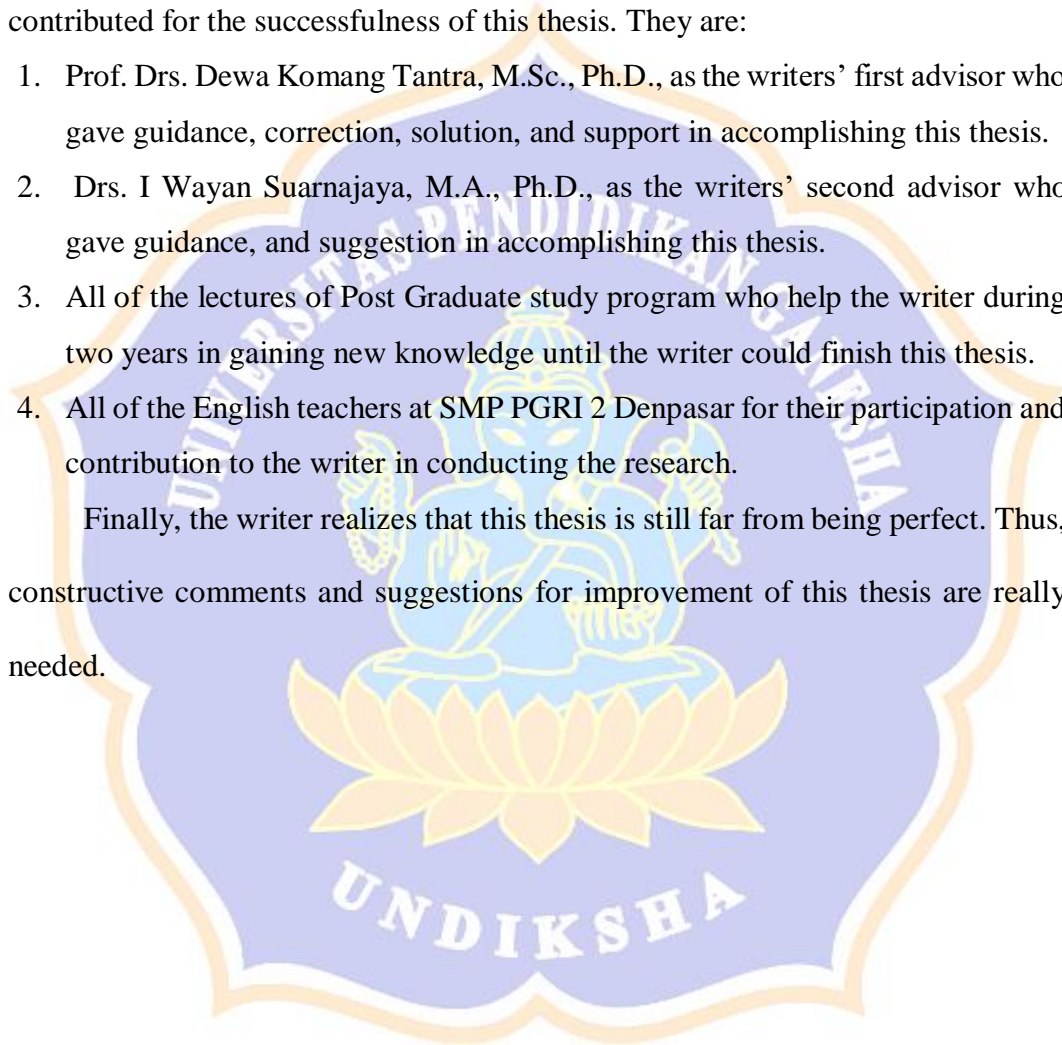 contributed for the successfulness of this thesis. They are:
1. Prof. Drs. Dewa Komang Tantra, M.Sc., Ph.D., as the writers’ first advisor who
gave guidance, correction, solution, and support in accomplishing this thesis.
2. Drs. I Wayan Suarnajaya, M.A., Ph.D., as the writers’ second advisor who
gave guidance, and suggestion in accomplishing this thesis.
3. All of the lectures of Post Graduate study program who help the writer during
two years in gaining new knowledge until the writer could finish this thesis.
4. All of the English teachers at SMP PGRI 2 Denpasar for their participation and
contribution to the writer in conducting the research.
Finally, the writer realizes that this thesis is still far from being perfect. Thus,
constructive comments and suggestions for improvement of this thesis are really
needed.
UNIVERSITAS PENDIDIKAN GANESHA
UNDIKSHA